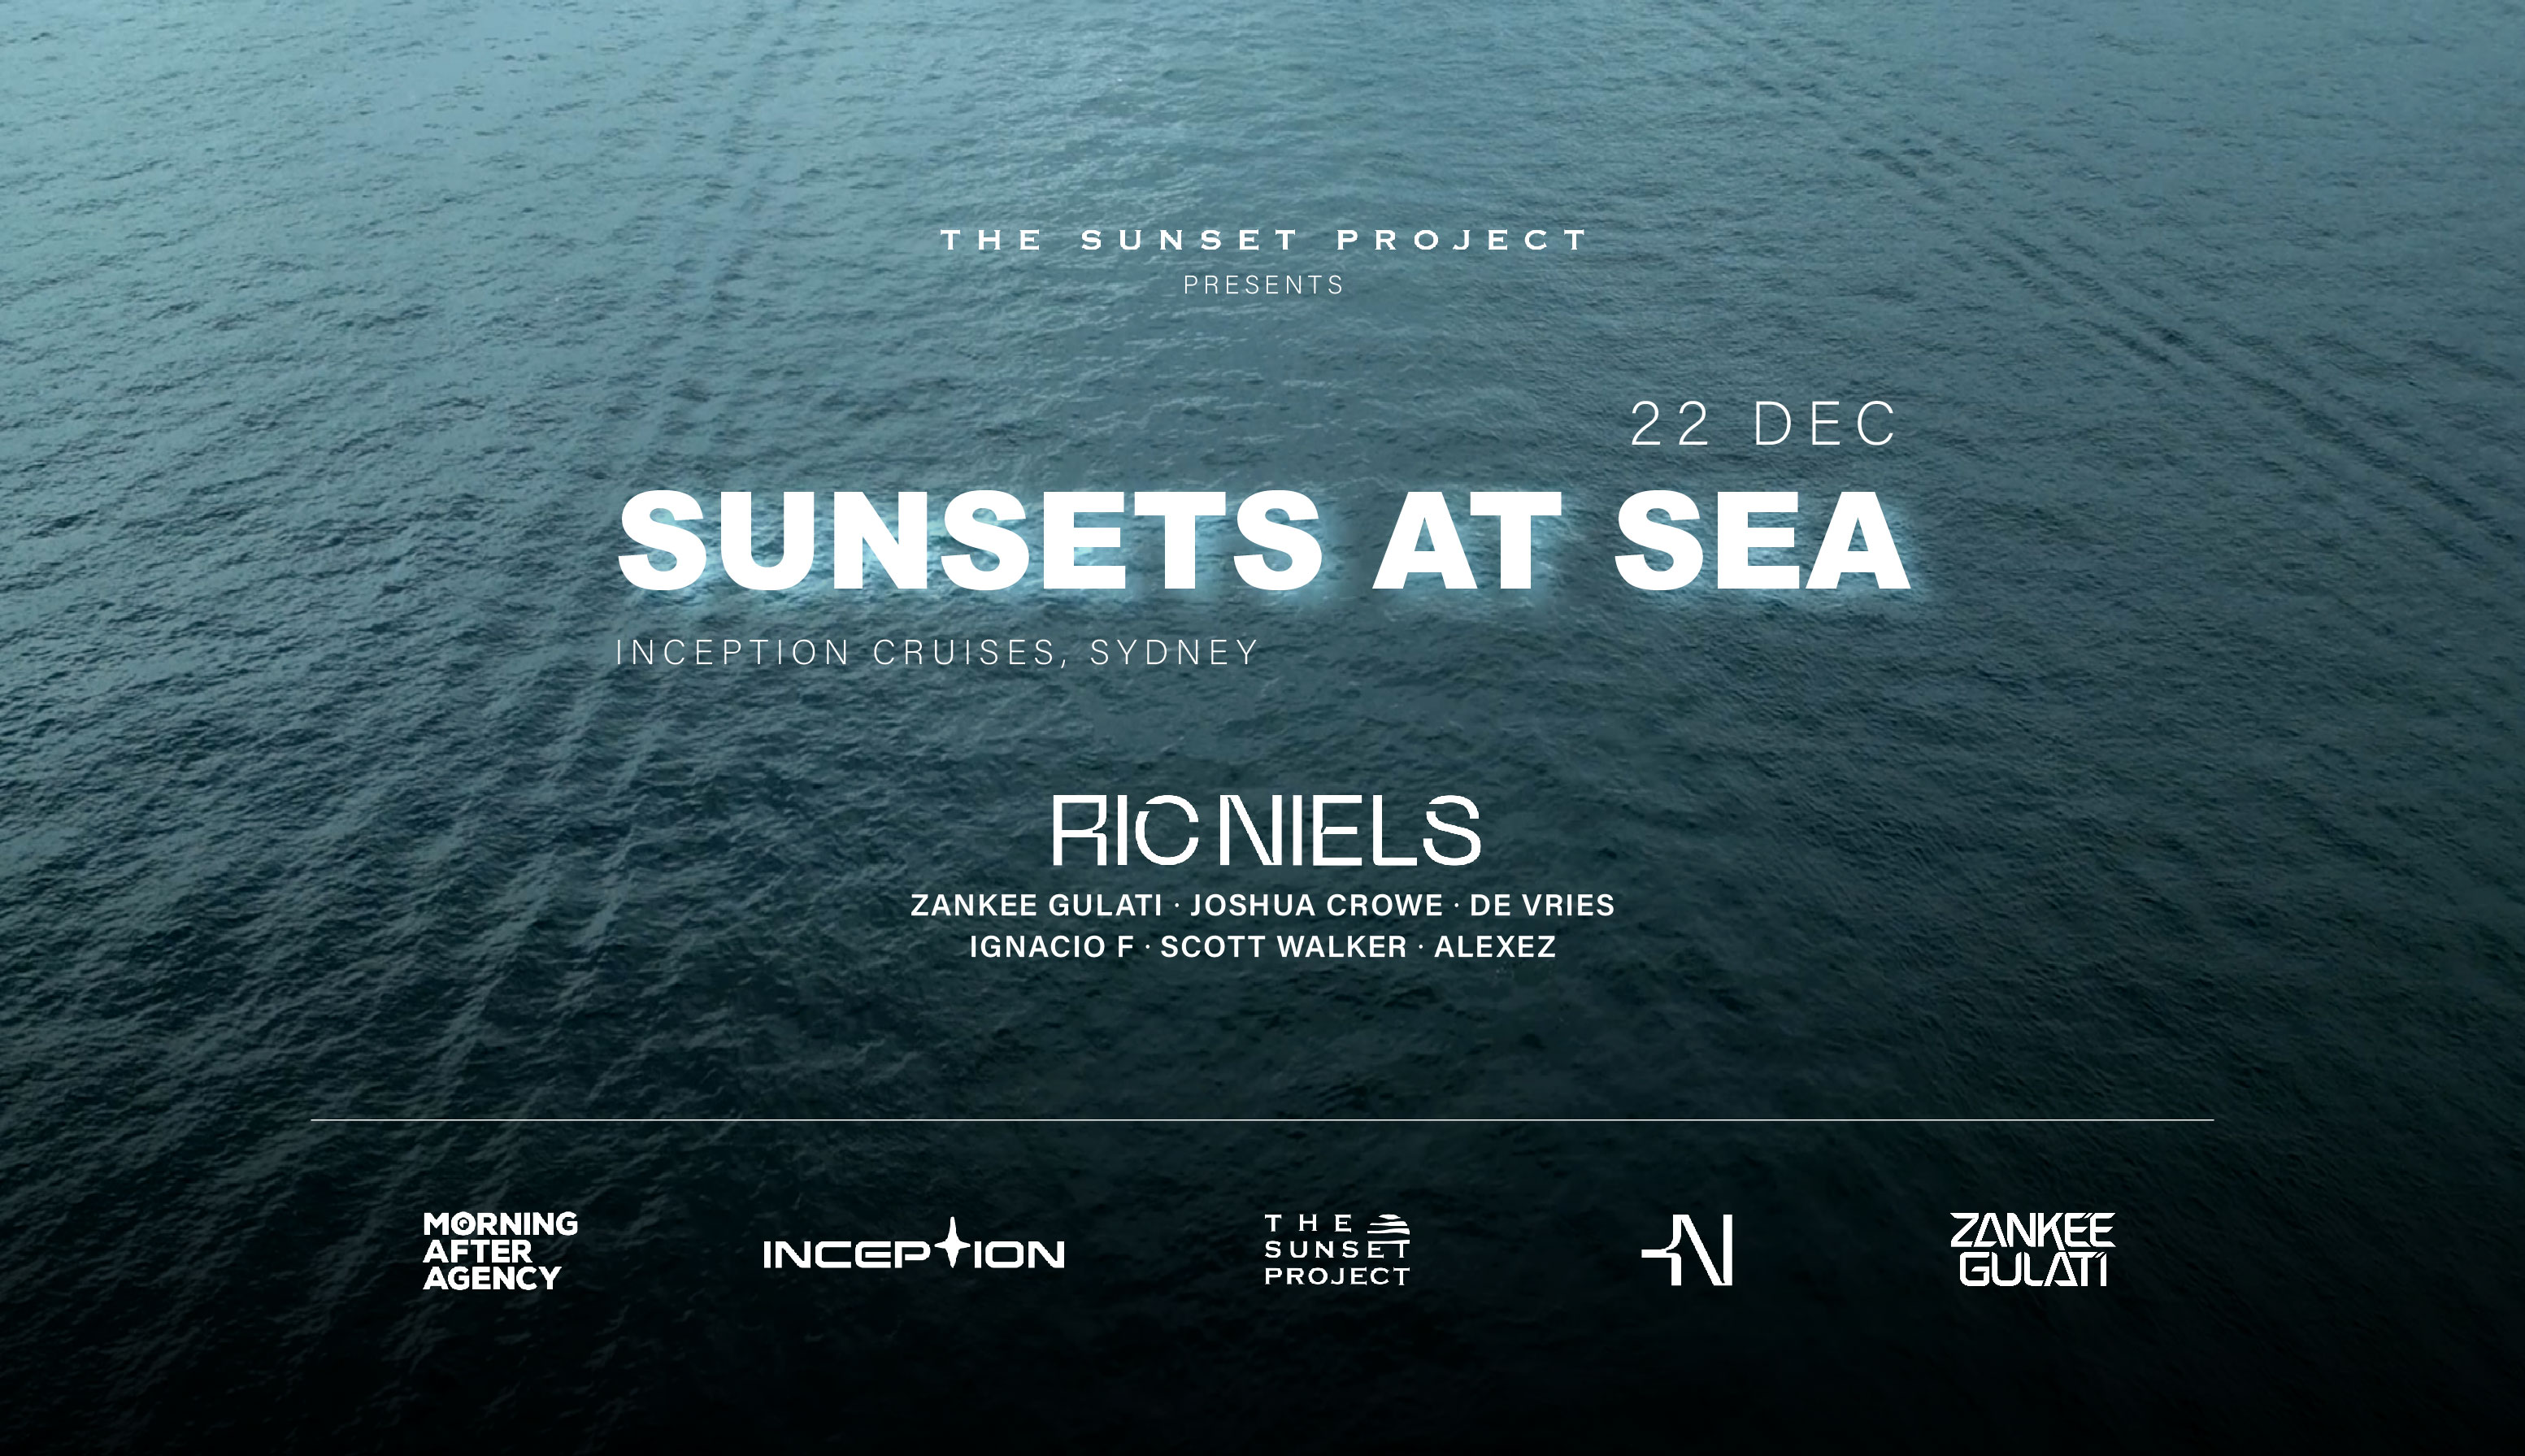 THE SUNSET PROJECT
PRESENTS
22 DEC
SUNSETS AT SEA
INCEPTION CRUISES, SYDNEY
RIC NIELS
ZANKEE GULATI · JOSHUA CROWE · DE VRIES
IGNACIO F · SCOTT WALKER · ALEXEZ
MORNING
AFTER
AGENCY
INCEPTION
THE
SUNSET
PROJECT
RN
ZANKEE
GULATI